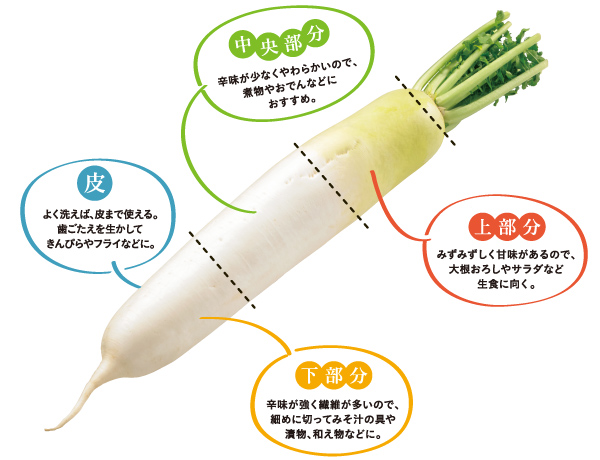 中央部分
辛味が少なくやわらかいので、
煮物やおでんなどに
おすすめ。
皮
よく洗えば、皮まで使える。
歯ごたえを生かして
きんぴらやフライなどに。
上部分
みずみずしく甘味があるので、
大根おろしやサラダなど
生食に向く。
下部分
辛味が強く繊維が多いので、
細めに切ってみそ汁の具や
漬物、和え物などに。